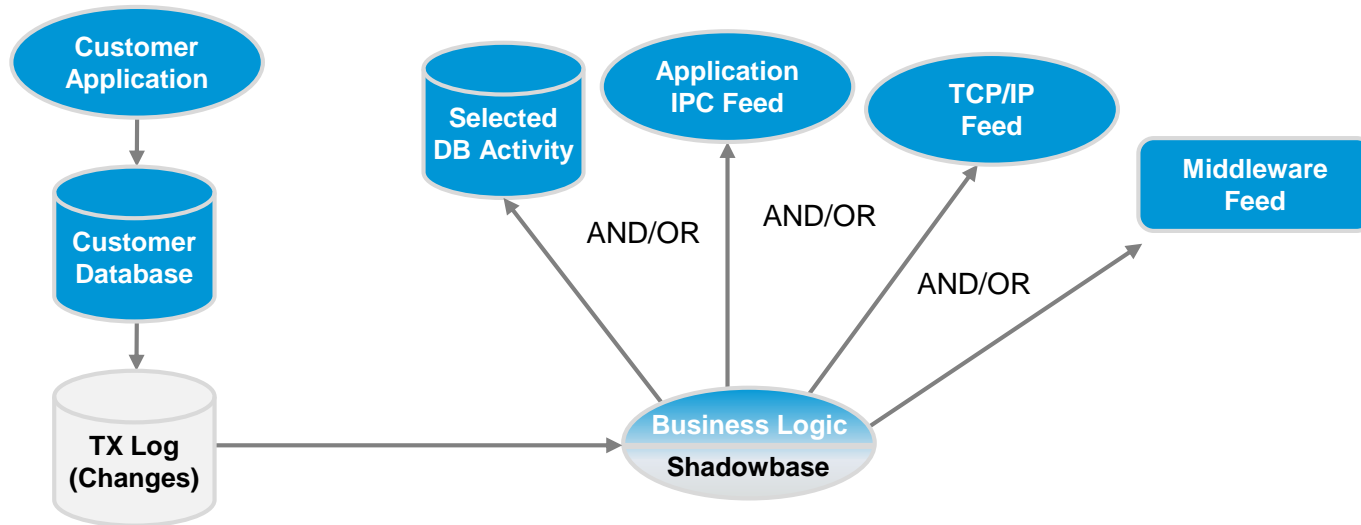 Customer
Application
Customer
Database
TX Log
(Changes)
Selected
DB Activity
Application
IPC Feed
TCP/IP
Feed
Middleware
Feed
AND/OR
AND/OR
AND/OR
Business Logic
Shadowbase